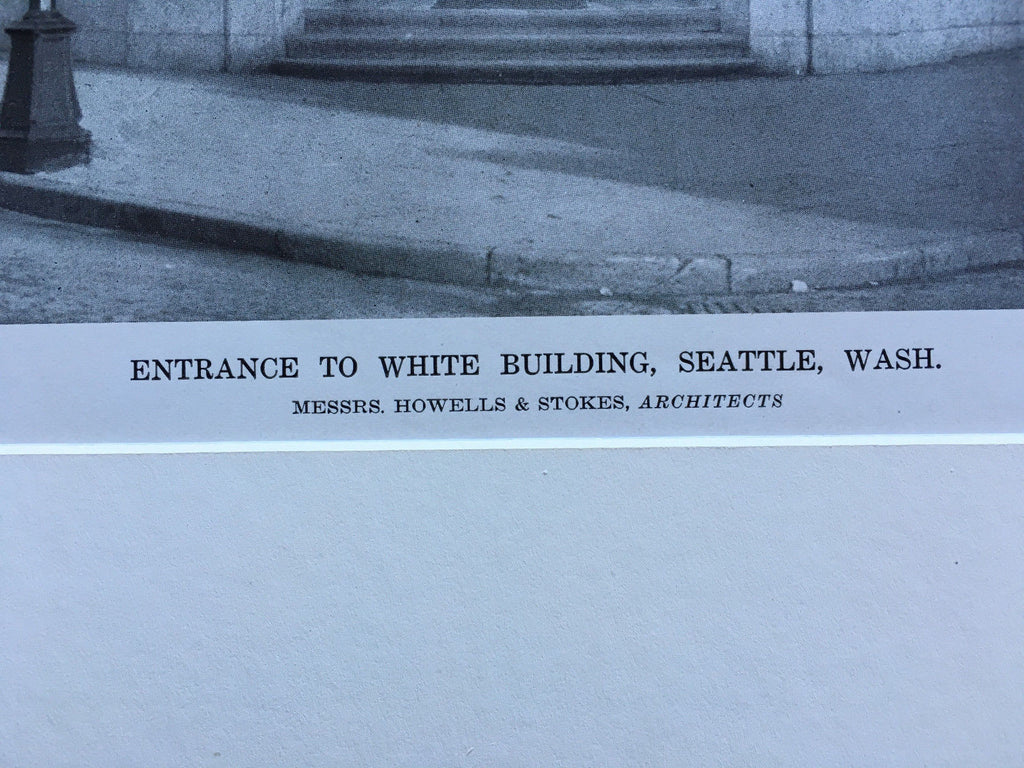 ENTRANCE TO WHITE BUILDING, SEATTLE, WASH.
MESSRS. HOWELLS & STOKES, ARCHITECTS